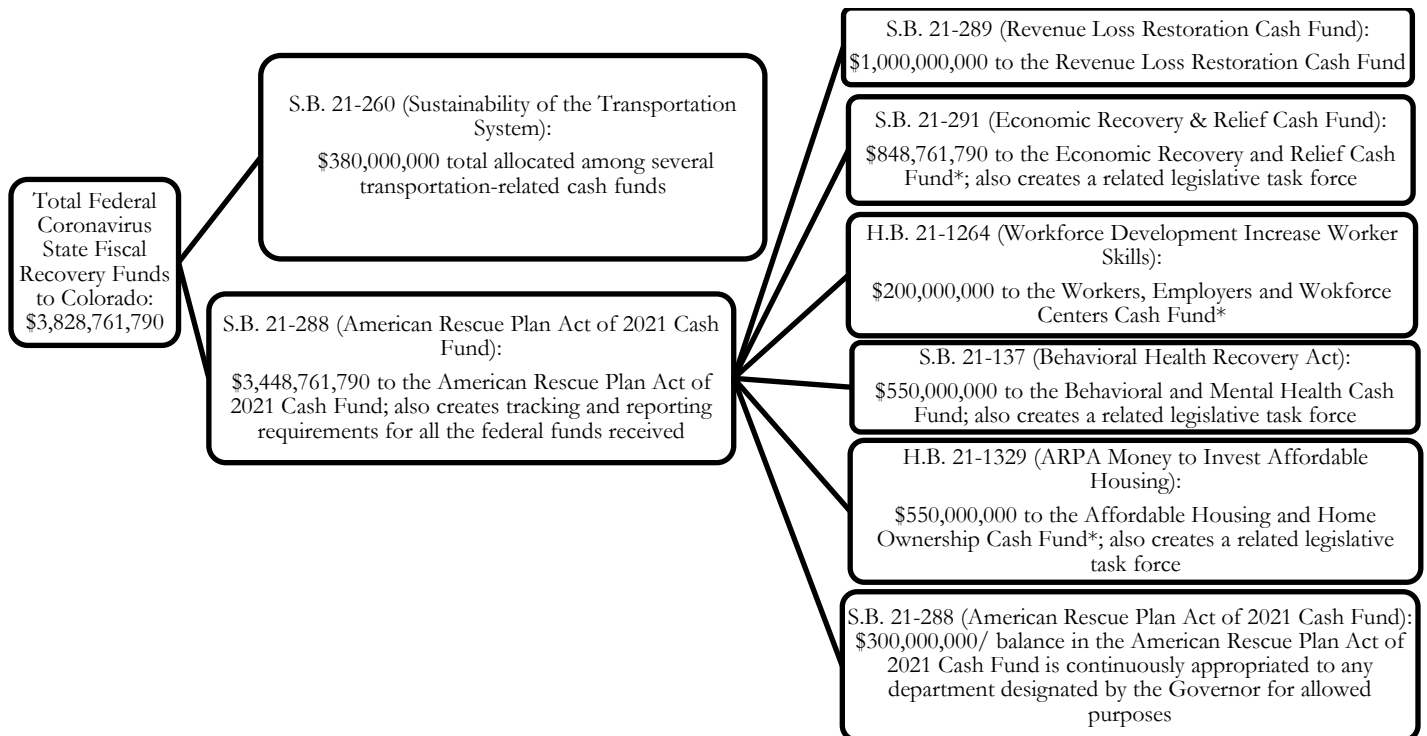 Total Federal
Coronavirus
State Fiscal
Recovery Funds
to Colorado:
$3,828,761,790
S.B. 21-260 (Sustainability of the Transportation
System):
$380,000,000 total allocated among several
transportation-related cash funds
S.B. 21-288 (American Rescue Plan Act of 2021 Cash
Fund):
$3,448,761,790 to the American Rescue Plan Act of
2021 Cash Fund; also creates tracking and reporting
requirements for all the federal funds received
S.B. 21-289 (Revenue Loss Restoration Cash Fund):
$1,000,000,000 to the Revenue Loss Restoration Cash Fund
S.B. 21-291 (Economic Recovery & Relief Cash Fund):
$848,761,790 to the Economic Recovery and Relief Cash
Fund*; also creates a related legislative task force
H.B. 21-1264 (Workforce Development Increase Worker
Skills):
$200,000,000 to the Workers, Employers and Wokforce
Centers Cash Fund*
S.B. 21-137 (Behavioral Health Recovery Act):
$550,000,000 to the Behavioral and Mental Health Cash
Fund; also creates a related legislative task force
H.B. 21-1329 (ARPA Money to Invest Affordable
Housing):
$550,000,000 to the Affordable Housing and Home
Ownership Cash Fund*; also creates a related legislative
task force
S.B. 21-288 (American Rescue Plan Act of 2021 Cash Fund):
$300,000,000/ balance in the American Rescue Plan Act of
2021 Cash Fund is continuously appropriated to any
department designated by the Governor for allowed
purposes